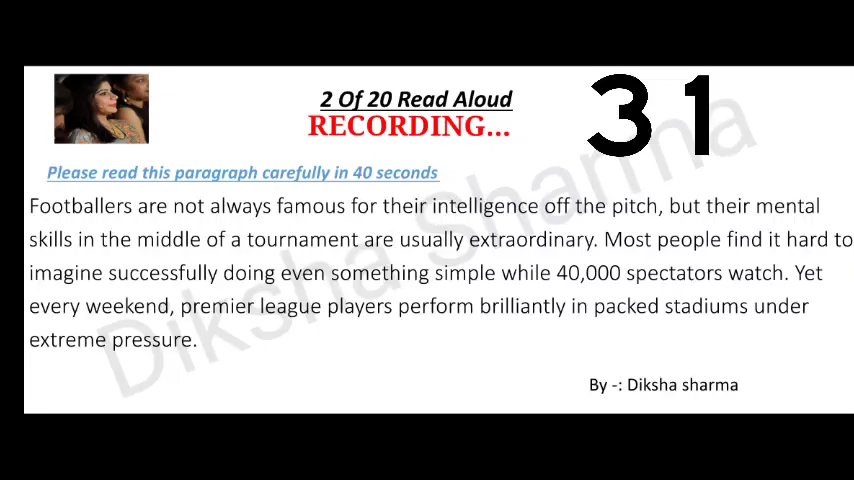 2 Of 20 Read Aloud
31
RECORDING...
Please read this paragraph carefully in 40 seconds
Footballers are not always famous for their intelligence off the pitch, but their mental
skills in the middle of a tournament are usually extraordinary. Most people find it hard to
imagine successfully doing even something simple while 40,000 spectators watch. Yet
every weekend, premier league players perform brilliantly in packed stadiums under
extreme pressure.
Diksha Sharma
By -: Diksha sharma